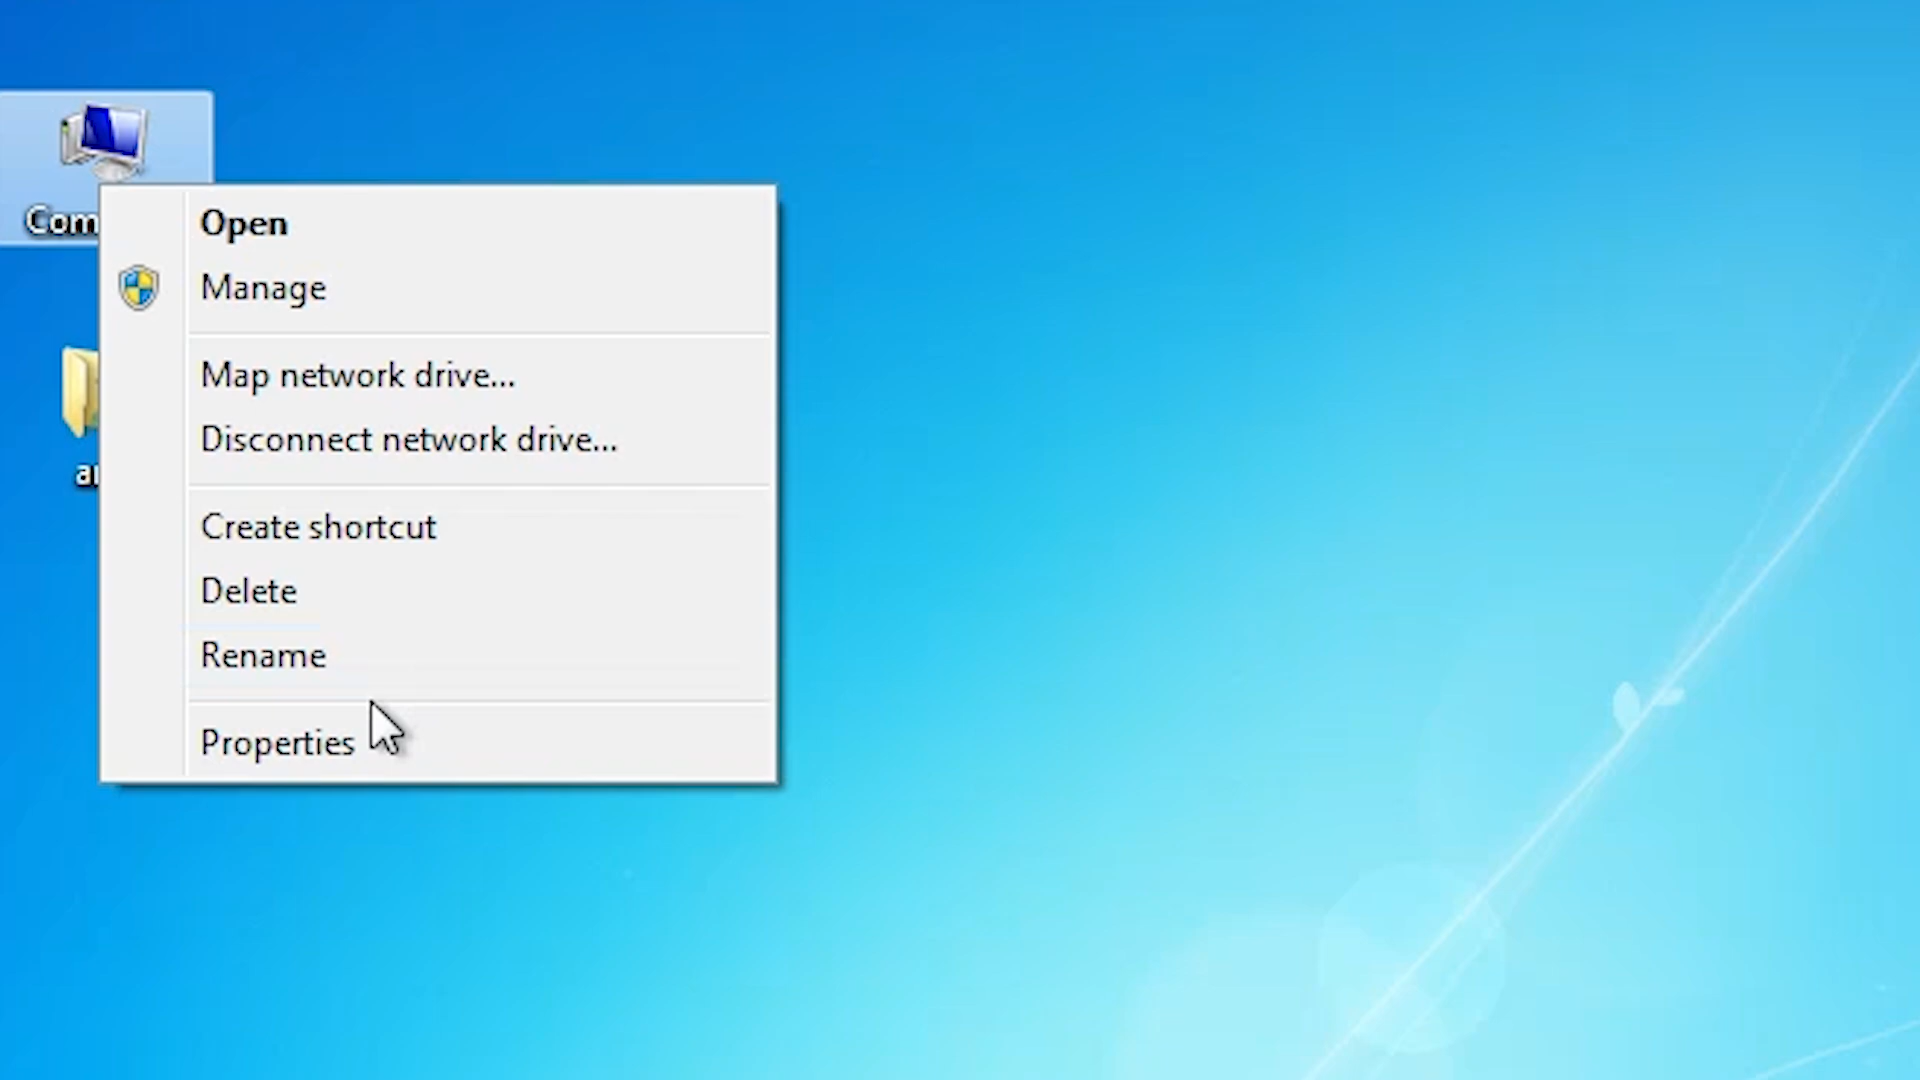 Open
Manage
Map network drive...
Disconnect network drive...
Create shortcut
Delete
Rename
Properties
Com